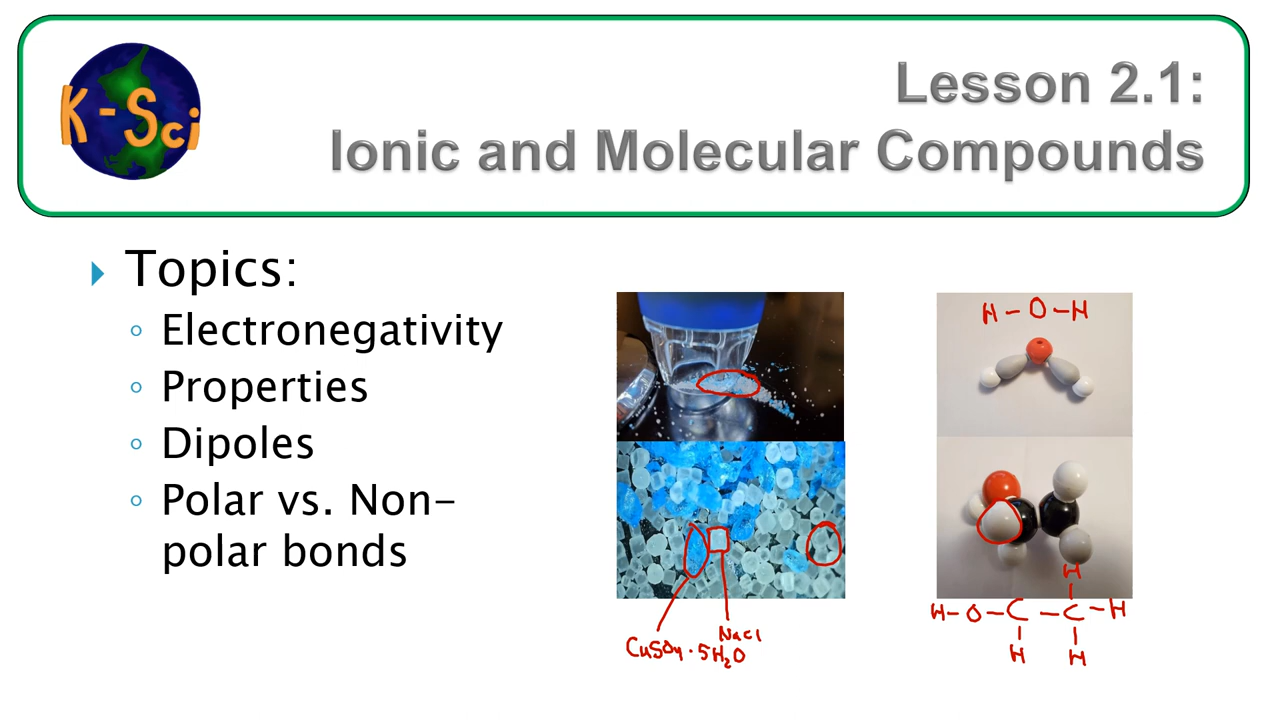 K-Sci
Lesson 2.1:
Ionic and Molecular Compounds
Topics:
Electronegativity
Properties
Dipoles
Polar vs. Non-
polar bonds
NaCl
CuSO4 · 5H2O
H - O - H
H
H - O - C - C - H
H H